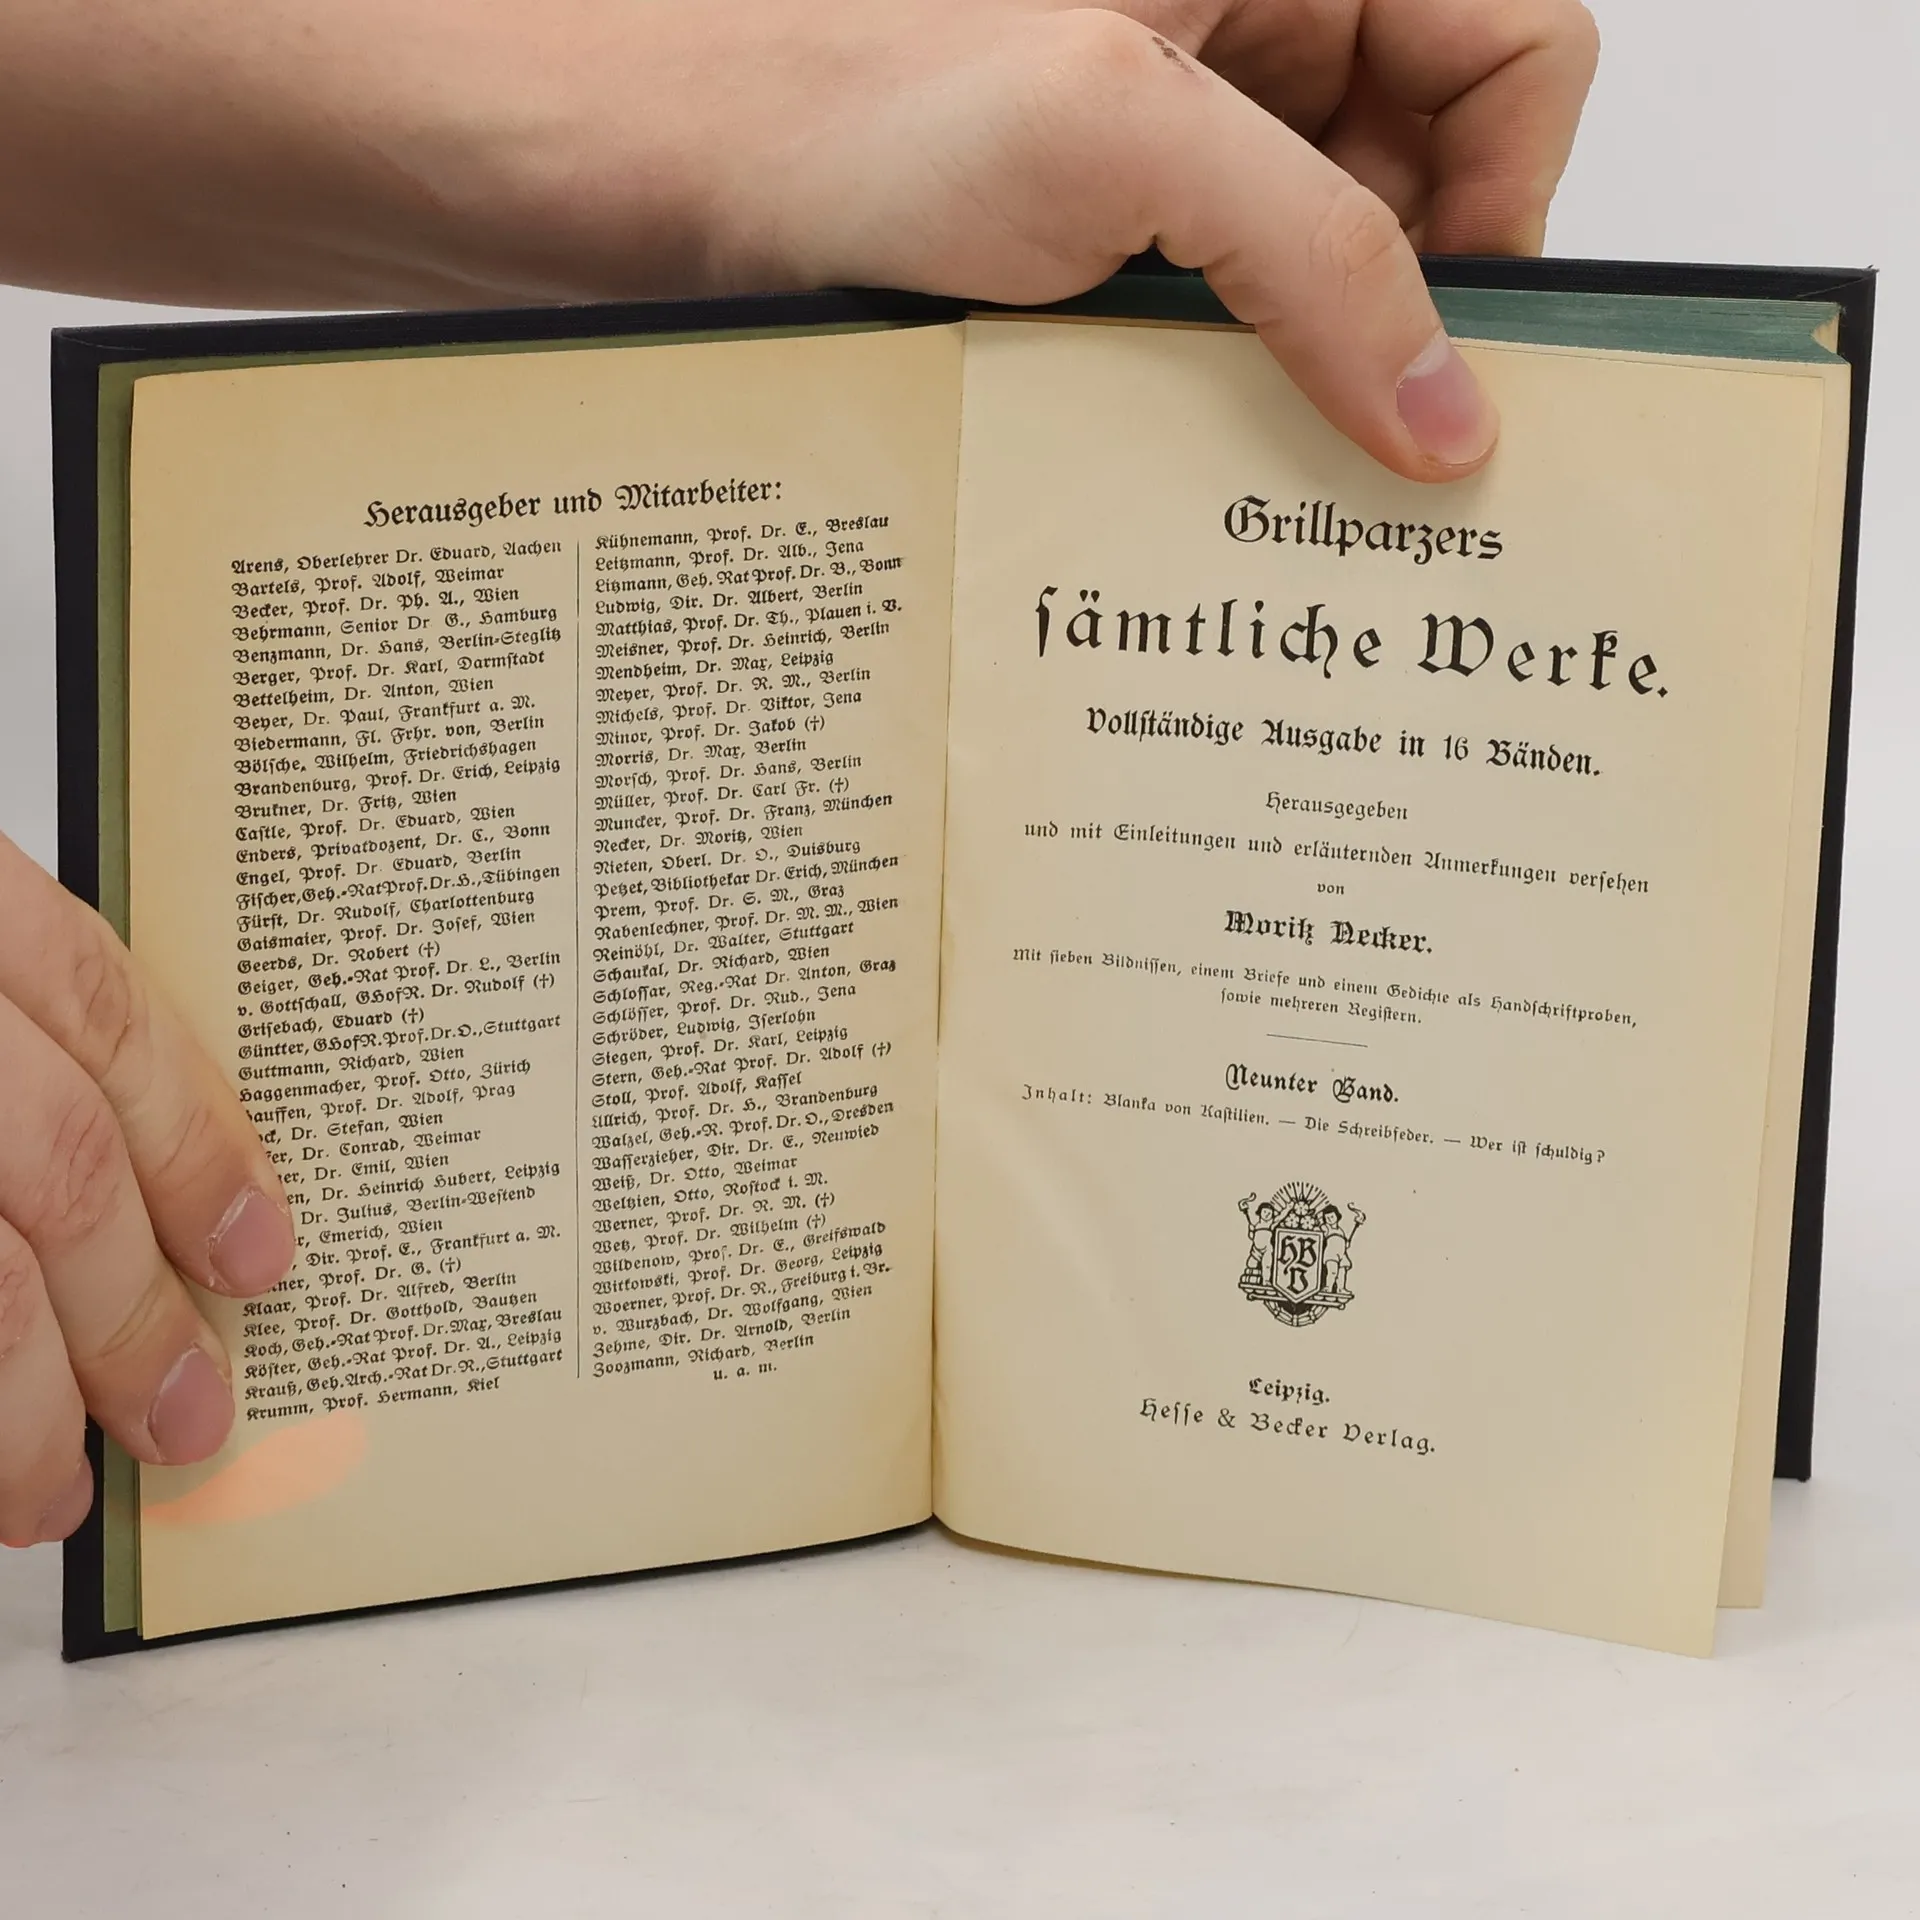 Herausgeber und Mitarbeiter:
Arens, Oberlehrer Dr. Eduard, Aachen
Bartels, Prof. Adolf, Weimar
Becker, Prof. Dr. Ph. A., Wien
Behrmann, Senior Dr G., Hamburg
Benzmann, Dr. Hans, Berlin-Steglitz
Berger, Prof. Dr. Karl, Darmſtadt
Bettelheim, Dr. Anton, Wien
Beyer, Dr. Paul, Frankfurt a. M.
Biedermann, Fl. Frhr. von, Berlin
Bölſche, Wilhelm, Friedrichshagen
Brandenburg, Prof. Dr. Erich, Leipzig
Brukner, Dr. Fritz, Wien
Caſtle, Prof. Dr. Eduard, Wien
Enders, Privatdozent, Dr. C., Bonn
Engel, Prof. Dr. Eduard, Berlin
Fiſcher, Geh.-Rat Prof. Dr. H., Tübingen
Fürſt, Dr. Rudolf, Charlottenburg
Gaismaier, Prof. Dr. Joſef, Wien
Geerds, Dr. Robert (†)
Geiger, Geh.-Rat Prof. Dr. L., Berlin
v. Gottſchall, GHofR. Dr. Rudolf (†)
Griſebach, Eduard (†)
Güntter, GHofR. Prof. Dr. O., Stuttgart
Guttmann, Richard, Wien
Haggenmacher, Prof. Otto, Zürich
auffen, Prof. Dr. Adolf, Prag
ock, Dr. Stefan, Wien
fer, Dr. Conrad, Weimar
ner, Dr. Emil, Wien
en, Dr. Heinrich Hubert, Leipzig
Dr. Julius, Berlin-Weſtend
r, Emerich, Wien
, Dir. Prof. E., Frankfurt a. M.
ner, Prof. Dr. G. (†)
Klaar, Prof. Dr. Alfred, Berlin
Klee, Prof. Dr. Gotthold, Bautzen
Koch, Geh.-Rat Prof. Dr. Max, Breslau
Köſter, Geh.-Rat Prof. Dr. A., Leipzig
Krauß, Geh. Arch.-Rat Dr. R., Stuttgart
Krumm, Prof. Hermann, Kiel
Kühnemann, Prof. Dr. E., Breslau
Leitzmann, Prof. Dr. Alb., Jena
Litzmann, Geh. Rat Prof. Dr. B., Bonn
Ludwig, Dir. Dr. Albert, Berlin
Matthias, Prof. Dr. Th., Plauen i. V.
Meisner, Prof. Dr. Heinrich, Berlin
Mendheim, Dr. Max, Leipzig
Meyer, Prof. Dr. R. M., Berlin
Michels, Prof. Dr. Viktor, Jena
Minor, Prof. Dr. Jakob (†)
Morris, Dr. Max, Berlin
Morſch, Prof. Dr. Hans, Berlin
Müller, Prof. Dr. Carl Fr. (†)
Muncker, Prof. Dr. Franz, München
Necker, Dr. Moritz, Wien
Nieten, Oberl. Dr. O., Duisburg
Petzet, Bibliothekar Dr. Erich, München
Prem, Prof. Dr. S. M., Graz
Rabenlechner, Prof. Dr. M. M., Wien
Reinöhl, Dr. Walter, Stuttgart
Schaukal, Dr. Richard, Wien
Schloſſar, Reg.-Rat Dr. Anton, Graz
Schlöſſer, Prof. Dr. Rud., Jena
Schröder, Ludwig, Iſerlohn
Siegen, Prof. Dr. Karl, Leipzig
Stern, Geh.-Rat Prof. Dr. Adolf (†)
Stoll, Prof. Adolf, Kaſſel
Ullrich, Prof. Dr. H., Brandenburg
Walzel, Geh.-R. Prof. Dr. O., Dresden
Waſſerzieher, Dir. Dr. E., Neuwied
Weiß, Dr. Otto, Weimar
Weltzien, Otto, Roſtock i. M.
Werner, Prof. Dr. R. M. (†)
Wetz, Prof. Dr. Wilhelm (†)
Wildenow, Prof. Dr. E., Greifswald
Witkowski, Prof. Dr. Georg, Leipzig
Woerner, Prof. Dr. R., Freiburg i. Br.
v. Wurzbach, Dr. Wolfgang, Wien
Zehme, Dir. Dr. Arnold, Berlin
Zoozmann, Richard, Berlin
u. a. m.
Grillparzers
ſämtliche Werke.
Vollſtändige Ausgabe in 16 Bänden.
Herausgegeben
und mit Einleitungen und erläuternden Anmerkungen verſehen
von
Moritz Necker.
Mit ſieben Bildniſſen, einem Briefe und einem Gedichte als Handſchriftproben,
ſowie mehreren Regiſtern.
Neunter Band.
Inhalt: Blanka von Kaſtilien. — Die Schreibfeder. — Wer iſt ſchuldig?
HB
V
Leipzig.
Heſſe & Becker Verlag.